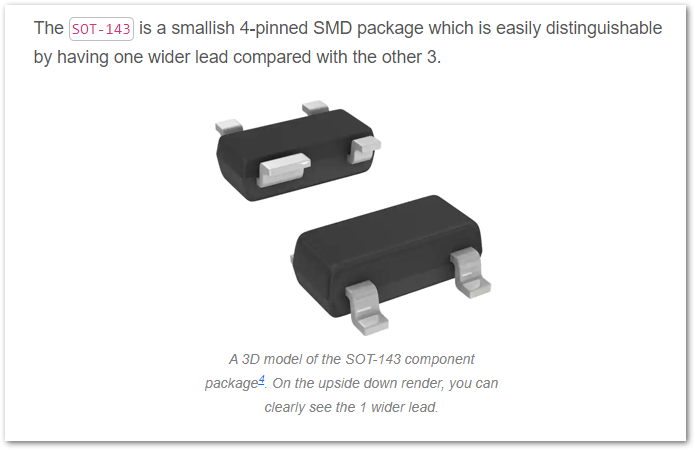 The SOT-143 is a smallish 4-pinned SMD package which is easily distinguishable
by having one wider lead compared with the other 3.
A 3D model of the SOT-143 component
package4. On the upside down render, you can
clearly see the 1 wider lead.